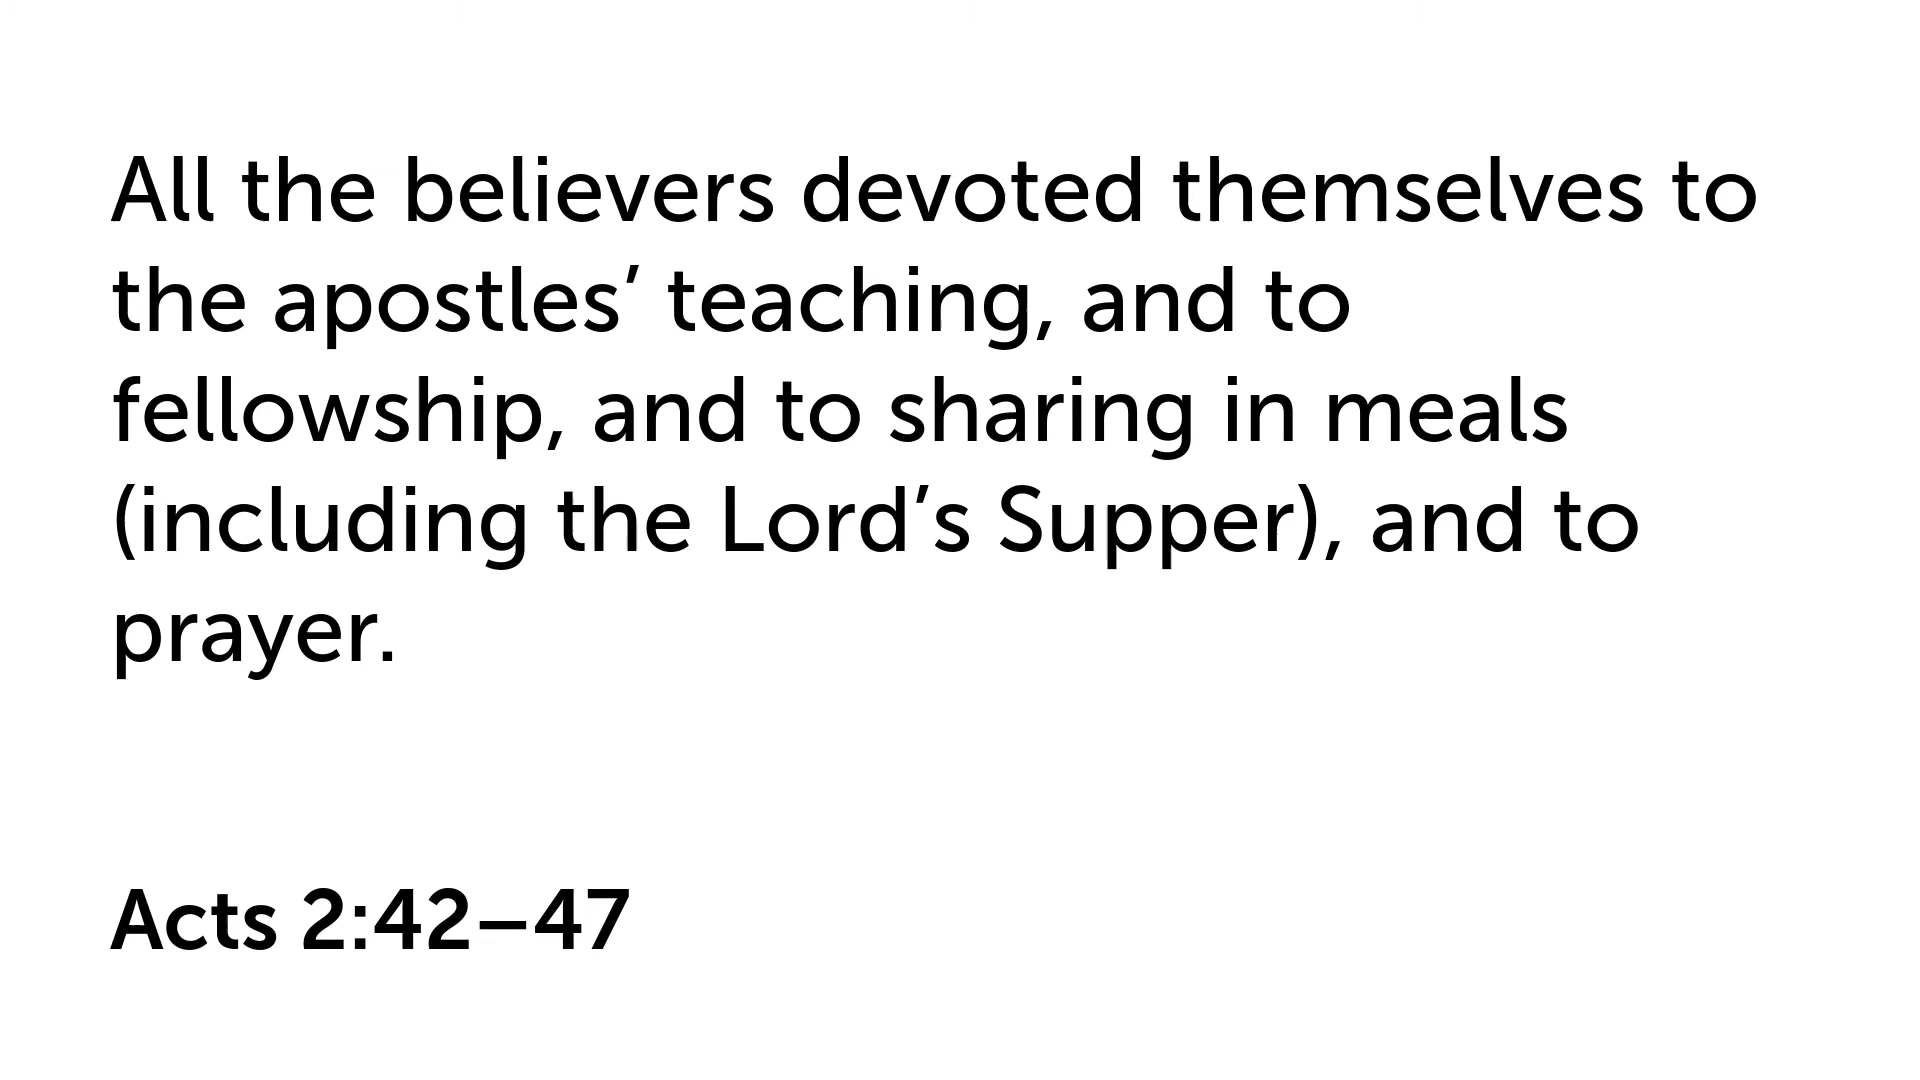 All the believers devoted themselves to
the apostles’ teaching, and to
fellowship, and to sharing in meals
(including the Lord’s Supper), and to
prayer.
Acts 2:42–47